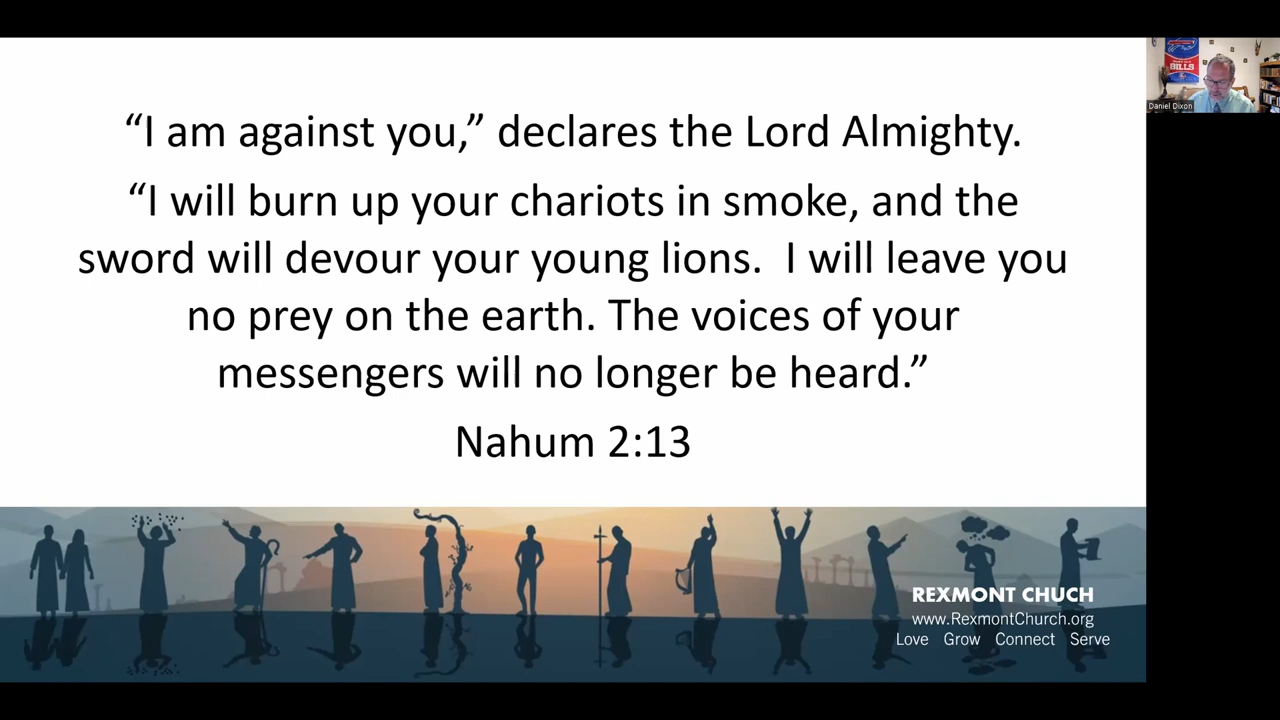 “I am against you,” declares the Lord Almighty.
“I will burn up your chariots in smoke, and the
sword will devour your young lions.  I will leave you
no prey on the earth. The voices of your
messengers will no longer be heard.”
Nahum 2:13
REXMONT CHUCH
www.RexmontChurch.org
Love Grow Connect Serve
BILLS
Daniel Dixon